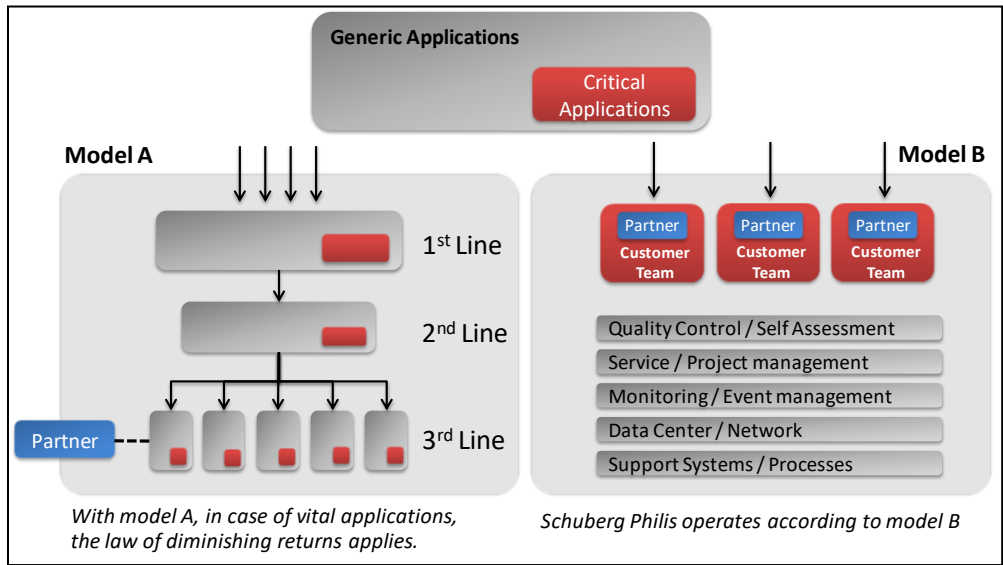 Generic Applications
Critical
Applications
Model A
Model B
1st Line
2nd Line
3rd Line
Partner
Partner
Customer
Team
Partner
Customer
Team
Partner
Customer
Team
Quality Control / Self Assessment
Service / Project management
Monitoring / Event management
Data Center / Network
Support Systems / Processes
With model A, in case of vital applications,
the law of diminishing returns applies.
Schuberg Philis operates according to model B